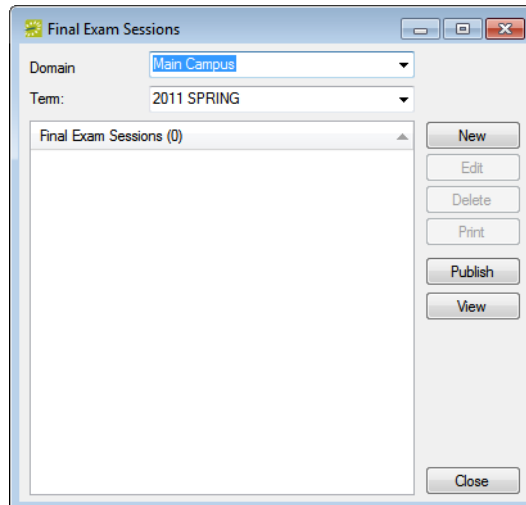 Final Exam Sessions
Domain
Main Campus
Term:
2011 SPRING
Final Exam Sessions (0)
New
Edit
Delete
Print
Publish
View
Close